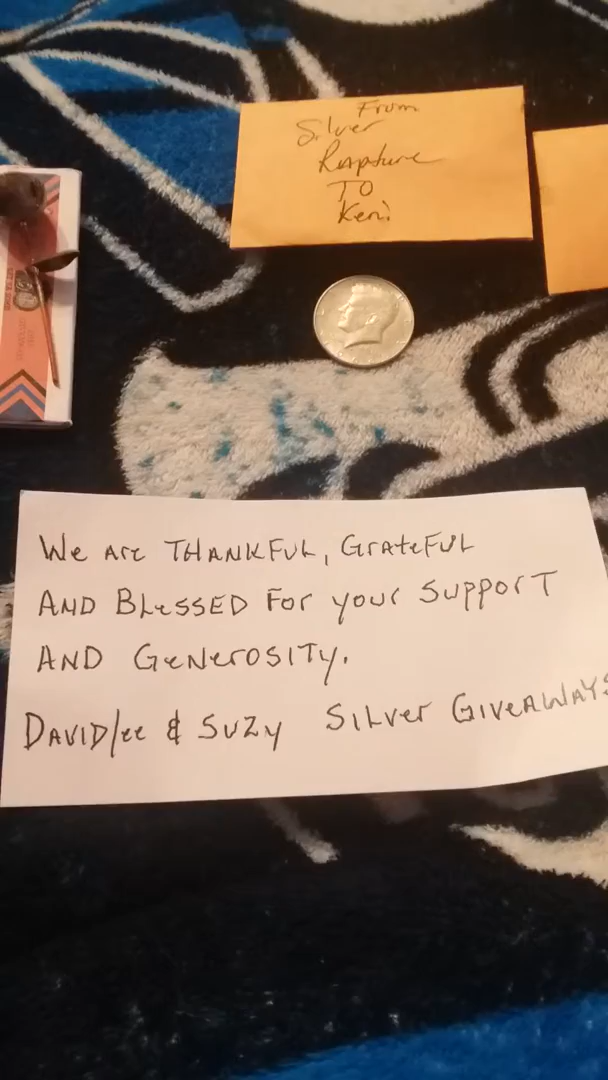 From
Silver
Rapture
TO
Keri
We Are THANKFUL, GrateFUL
AND BLessED For your Support
AND GeNerosity.
DAVID/ee & SUZY SILver GIVeAWAYS